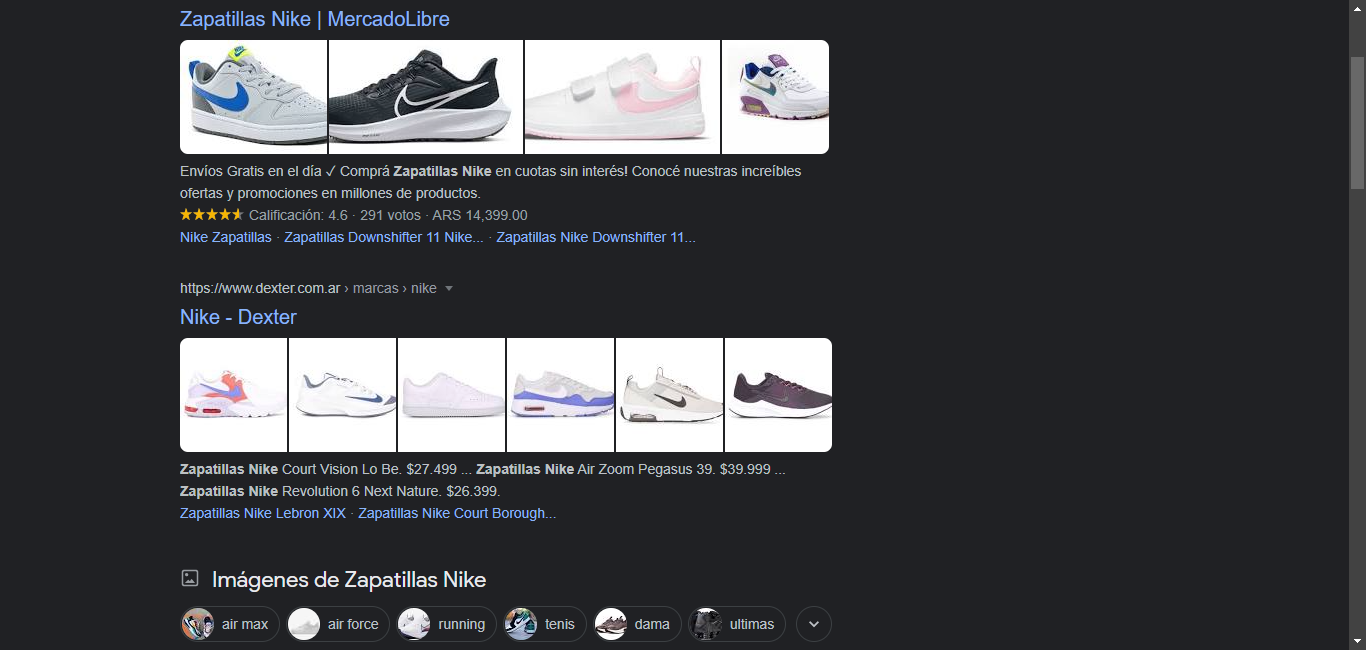 Zapatillas Nike | MercadoLibre
Envíos Gratis en el día ✓ Comprá Zapatillas Nike en cuotas sin interés! Conocé nuestras increíbles
ofertas y promociones en millones de productos.
★★★★★ Calificación: 4.6 · 291 votos · ARS 14,399.00
Nike Zapatillas · Zapatillas Downshifter 11 Nike... · Zapatillas Nike Downshifter 11...
https://www.dexter.com.ar › marcas › nike
Nike - Dexter
Zapatillas Nike Court Vision Lo Be. $27.499 ... Zapatillas Nike Air Zoom Pegasus 39. $39.999 ...
Zapatillas Nike Revolution 6 Next Nature. $26.399.
Zapatillas Nike Lebron XIX · Zapatillas Nike Court Borough...
Imágenes de Zapatillas Nike
air max air force running tenis dama ultimas